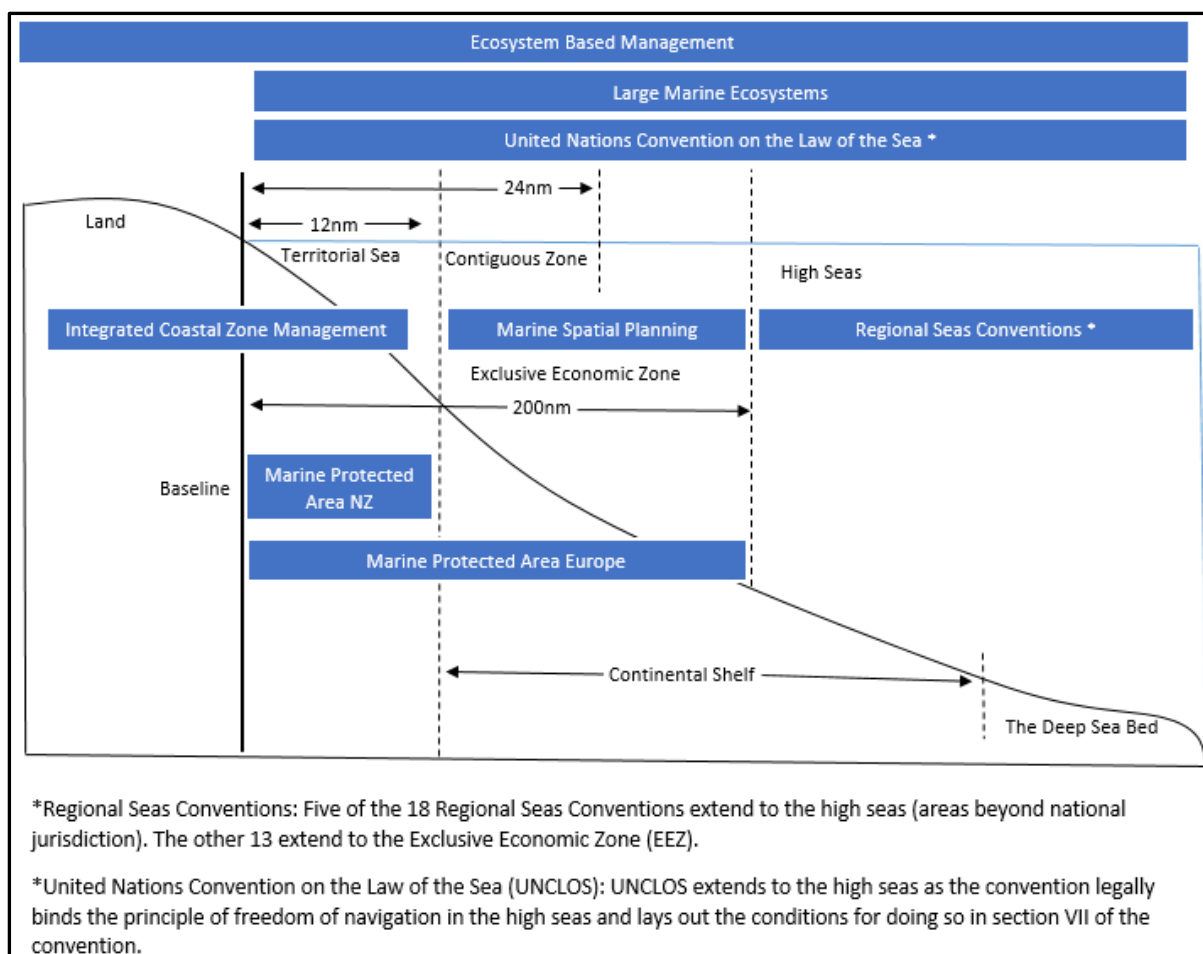 Ecosystem Based Management
Large Marine Ecosystems
United Nations Convention on the Law of the Sea *
24nm
Land
12nm
Territorial Sea
Contiguous Zone
High Seas
Integrated Coastal Zone Management
Marine Spatial Planning
Regional Seas Conventions *
Exclusive Economic Zone
200nm
Baseline
Marine Protected
Area NZ
Marine Protected Area Europe
Continental Shelf
The Deep Sea Bed
*Regional Seas Conventions: Five of the 18 Regional Seas Conventions extend to the high seas (areas beyond national
jurisdiction). The other 13 extend to the Exclusive Economic Zone (EEZ).
*United Nations Convention on the Law of the Sea (UNCLOS): UNCLOS extends to the high seas as the convention legally
binds the principle of freedom of navigation in the high seas and lays out the conditions for doing so in section VII of the
convention.